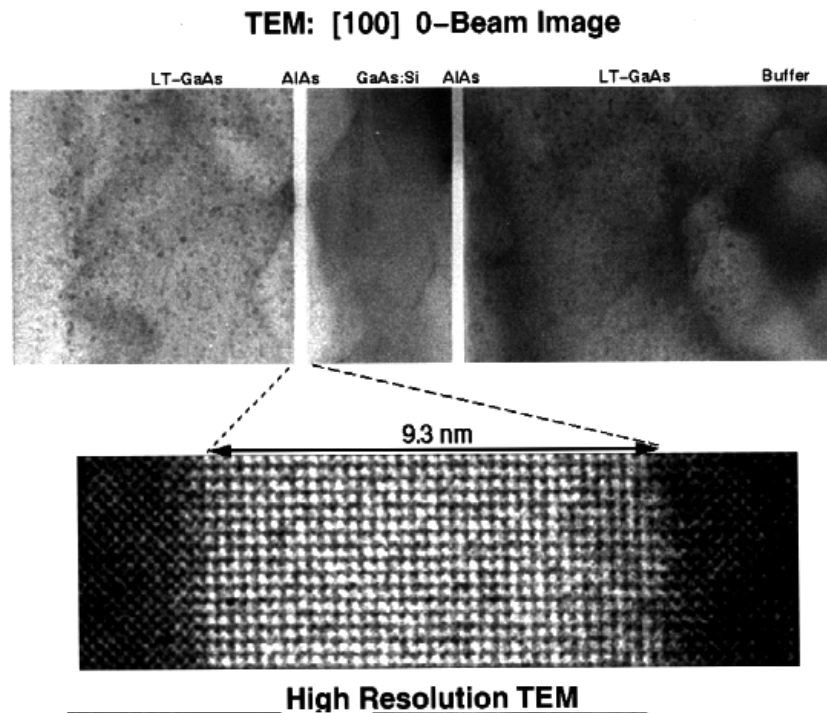 TEM: [100] 0-Beam Image
LT-GaAs AlAs GaAs:Si AlAs LT-GaAs Buffer
9.3 nm
High Resolution TEM